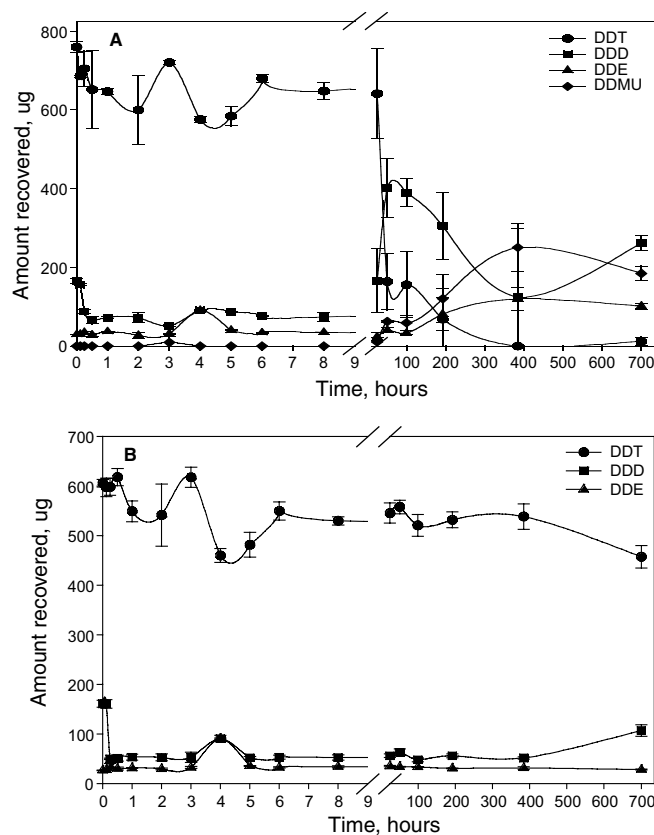 A
DDT
DDD
DDE
DDMU
Amount recovered, ug
800
600
400
200
0
0 1 2 3 4 5 6 7 8 9 100 200 300 400 500 600 700
Time, hours
B
DDT
DDD
DDE
Amount recovered, ug
700
600
500
400
300
200
100
0
0 1 2 3 4 5 6 7 8 9 100 200 300 400 500 600 700
Time, hours